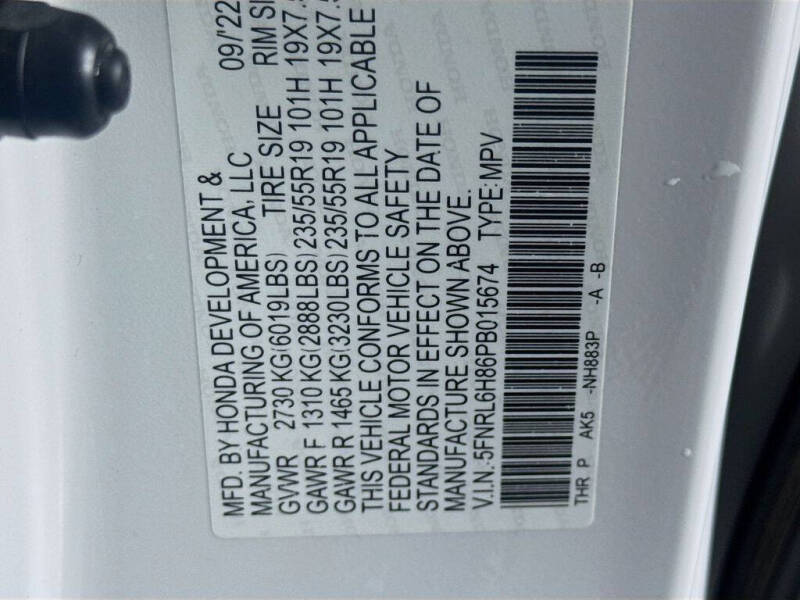 MFD. BY HONDA DEVELOPMENT & 09/'22
MANUFACTURING OF AMERICA, LLC
GVWR 2730 KG(6019LBS) TIRE SIZE RIM SI
GAWR F 1310 KG(2888LBS) 235/55R19 101H 19X7.5
GAWR R 1465 KG(3230LBS) 235/55R19 101H 19X7.5
THIS VEHICLE CONFORMS TO ALL APPLICABLE
FEDERAL MOTOR VEHICLE SAFETY
STANDARDS IN EFFECT ON THE DATE OF
MANUFACTURE SHOWN ABOVE.
V.I.N.:5FNRL6H86PB015674 TYPE:MPV
THR P AK5 -NH883P -A -B